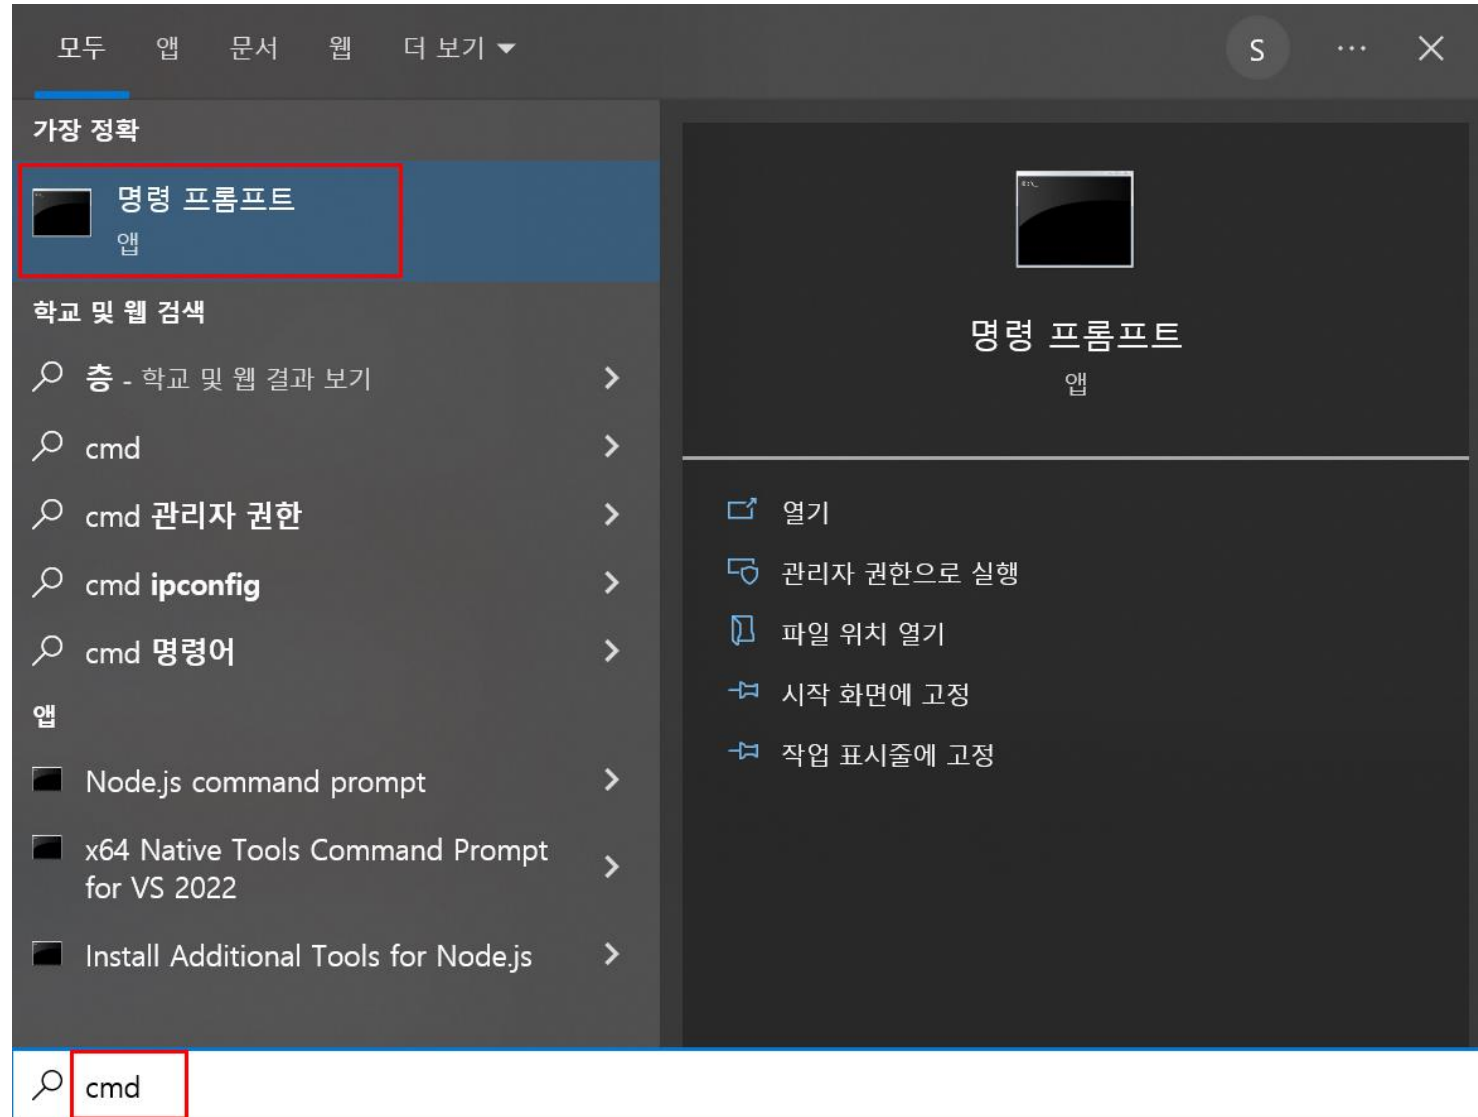 모두 앱 문서 웹 더 보기 S
가장 정확
명령 프롬프트
앱
학교 및 웹 검색
층 - 학교 및 웹 결과 보기
cmd
cmd 관리자 권한
cmd ipconfig
cmd 명령어
앱
Node.js command prompt
x64 Native Tools Command Prompt
for VS 2022
Install Additional Tools for Node.js
명령 프롬프트
앱
열기
관리자 권한으로 실행
파일 위치 열기
시작 화면에 고정
작업 표시줄에 고정
cmd